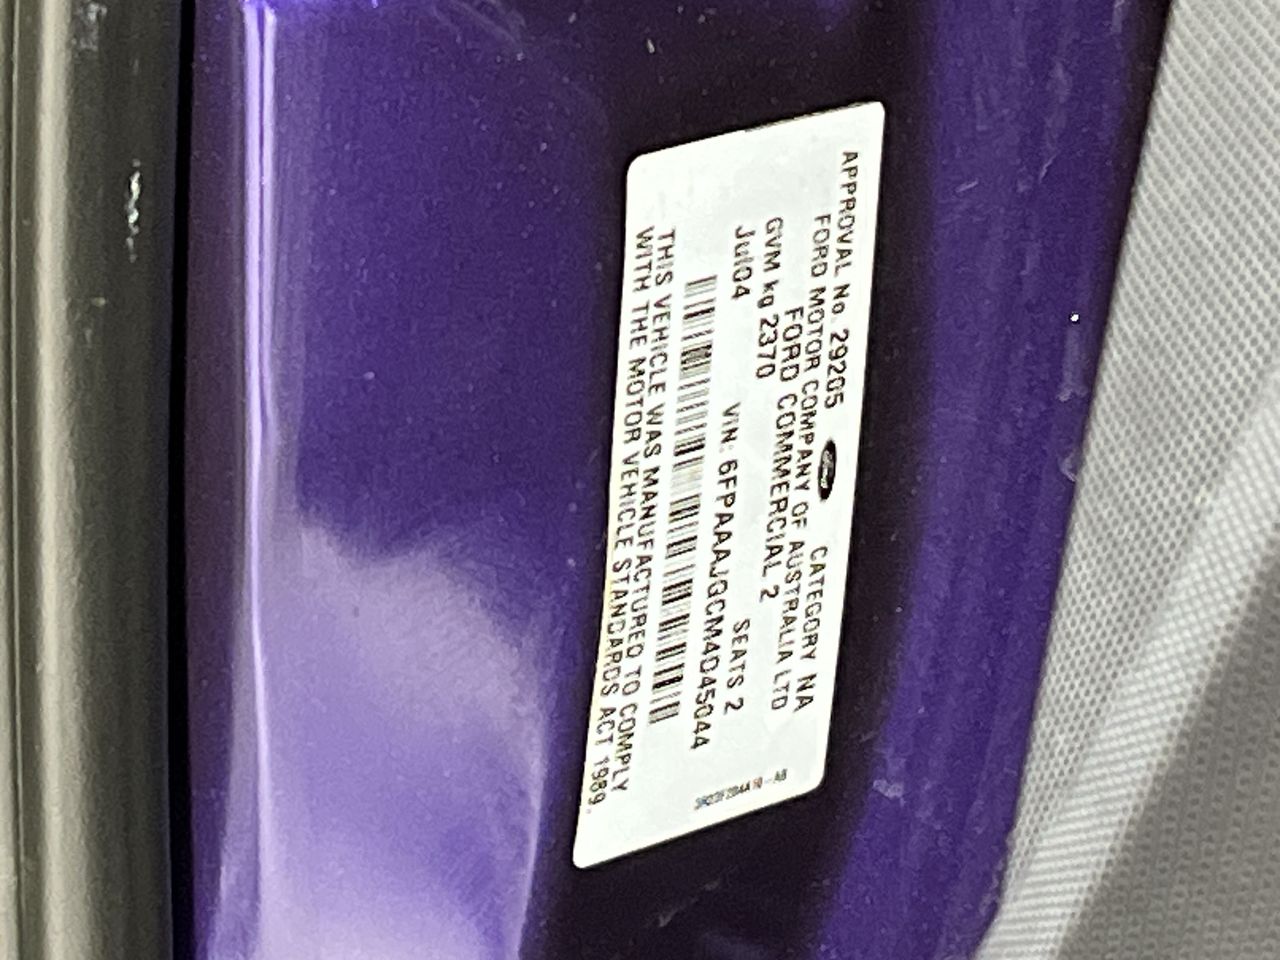 APPROVAL No. 29205 Ford CATEGORY NA
FORD MOTOR COMPANY OF AUSTRALIA LTD
FORD COMMERCIAL 2
GVM kg 2370 SEATS 2
Jul04 VIN: 6FPAAAJGCM4D45044
THIS VEHICLE WAS MANUFACTURED TO COMPLY
WITH THE MOTOR VEHICLE STANDARDS ACT 1989.